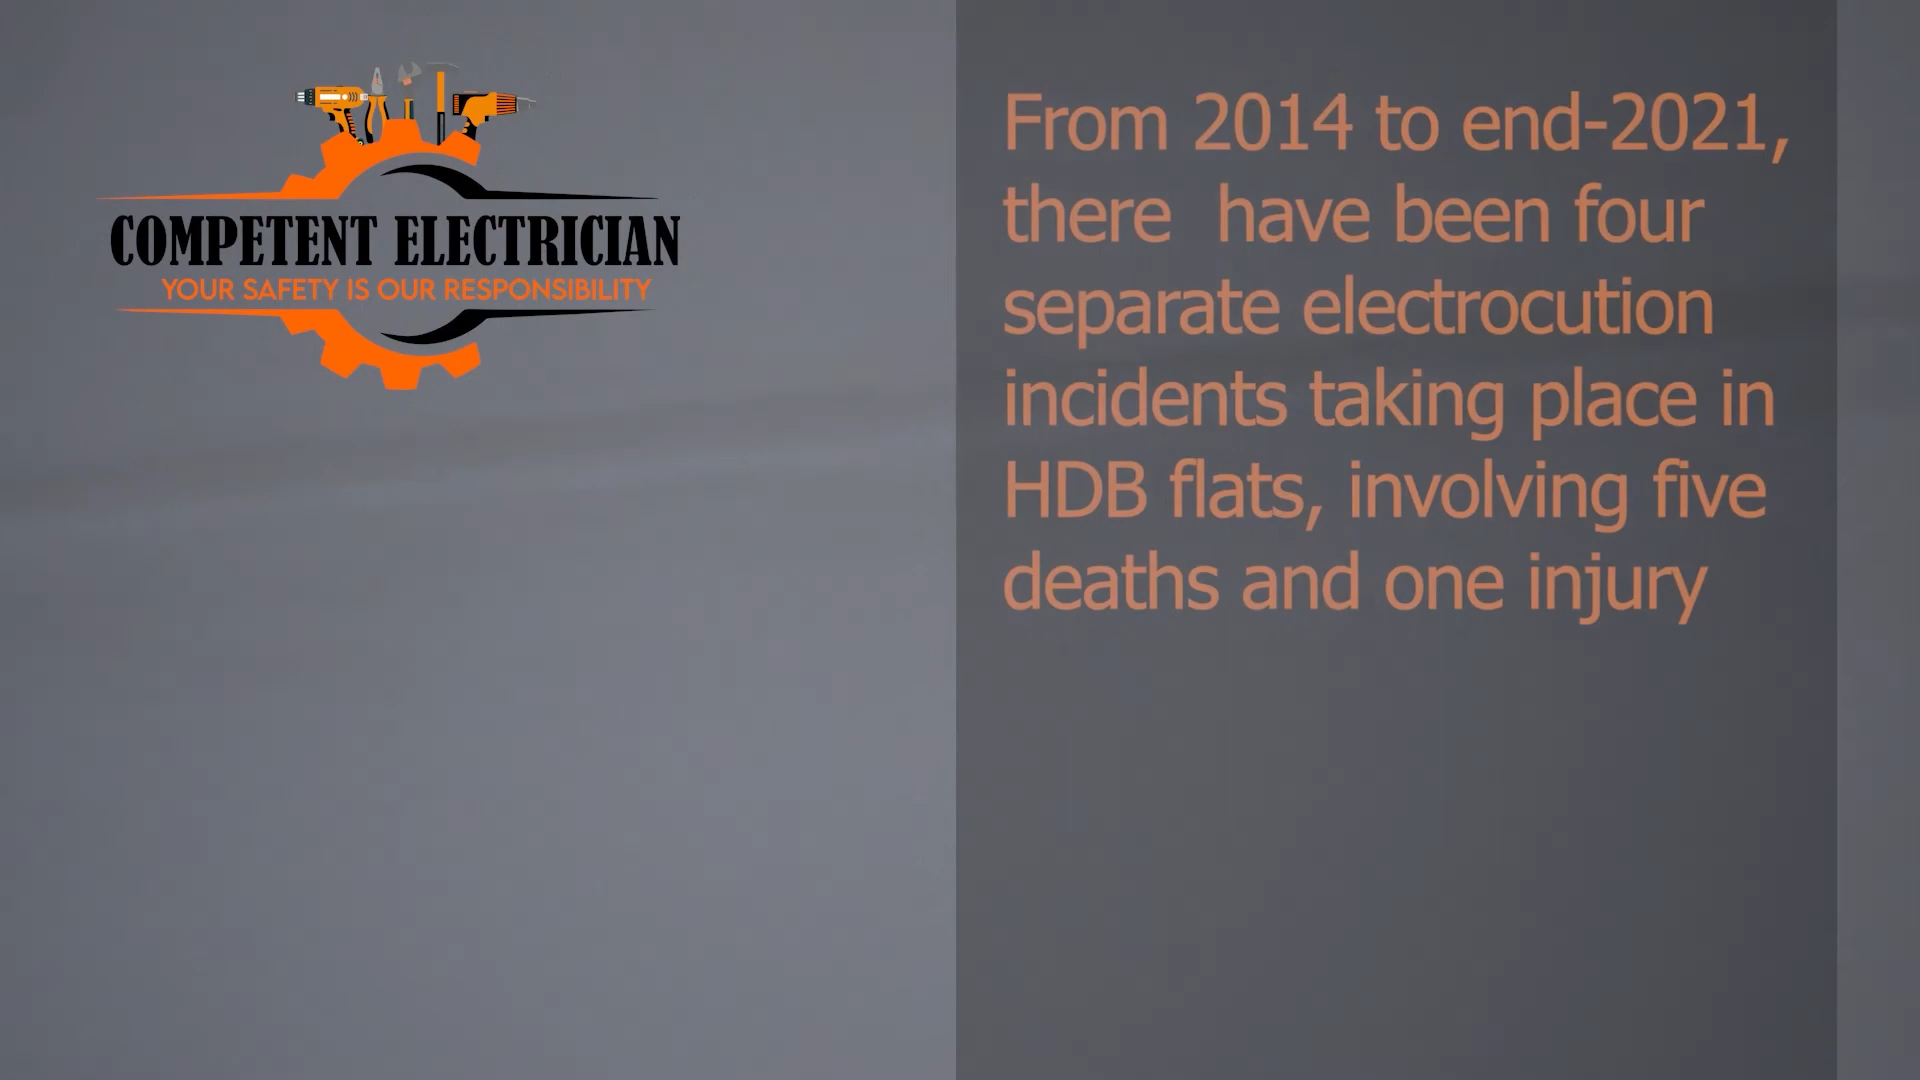 COMPETENT ELECTRICIAN
YOUR SAFETY IS OUR RESPONSIBILITY
From 2014 to end-2021,
there  have been four
separate electrocution
incidents taking place in
HDB flats, involving five
deaths and one injury